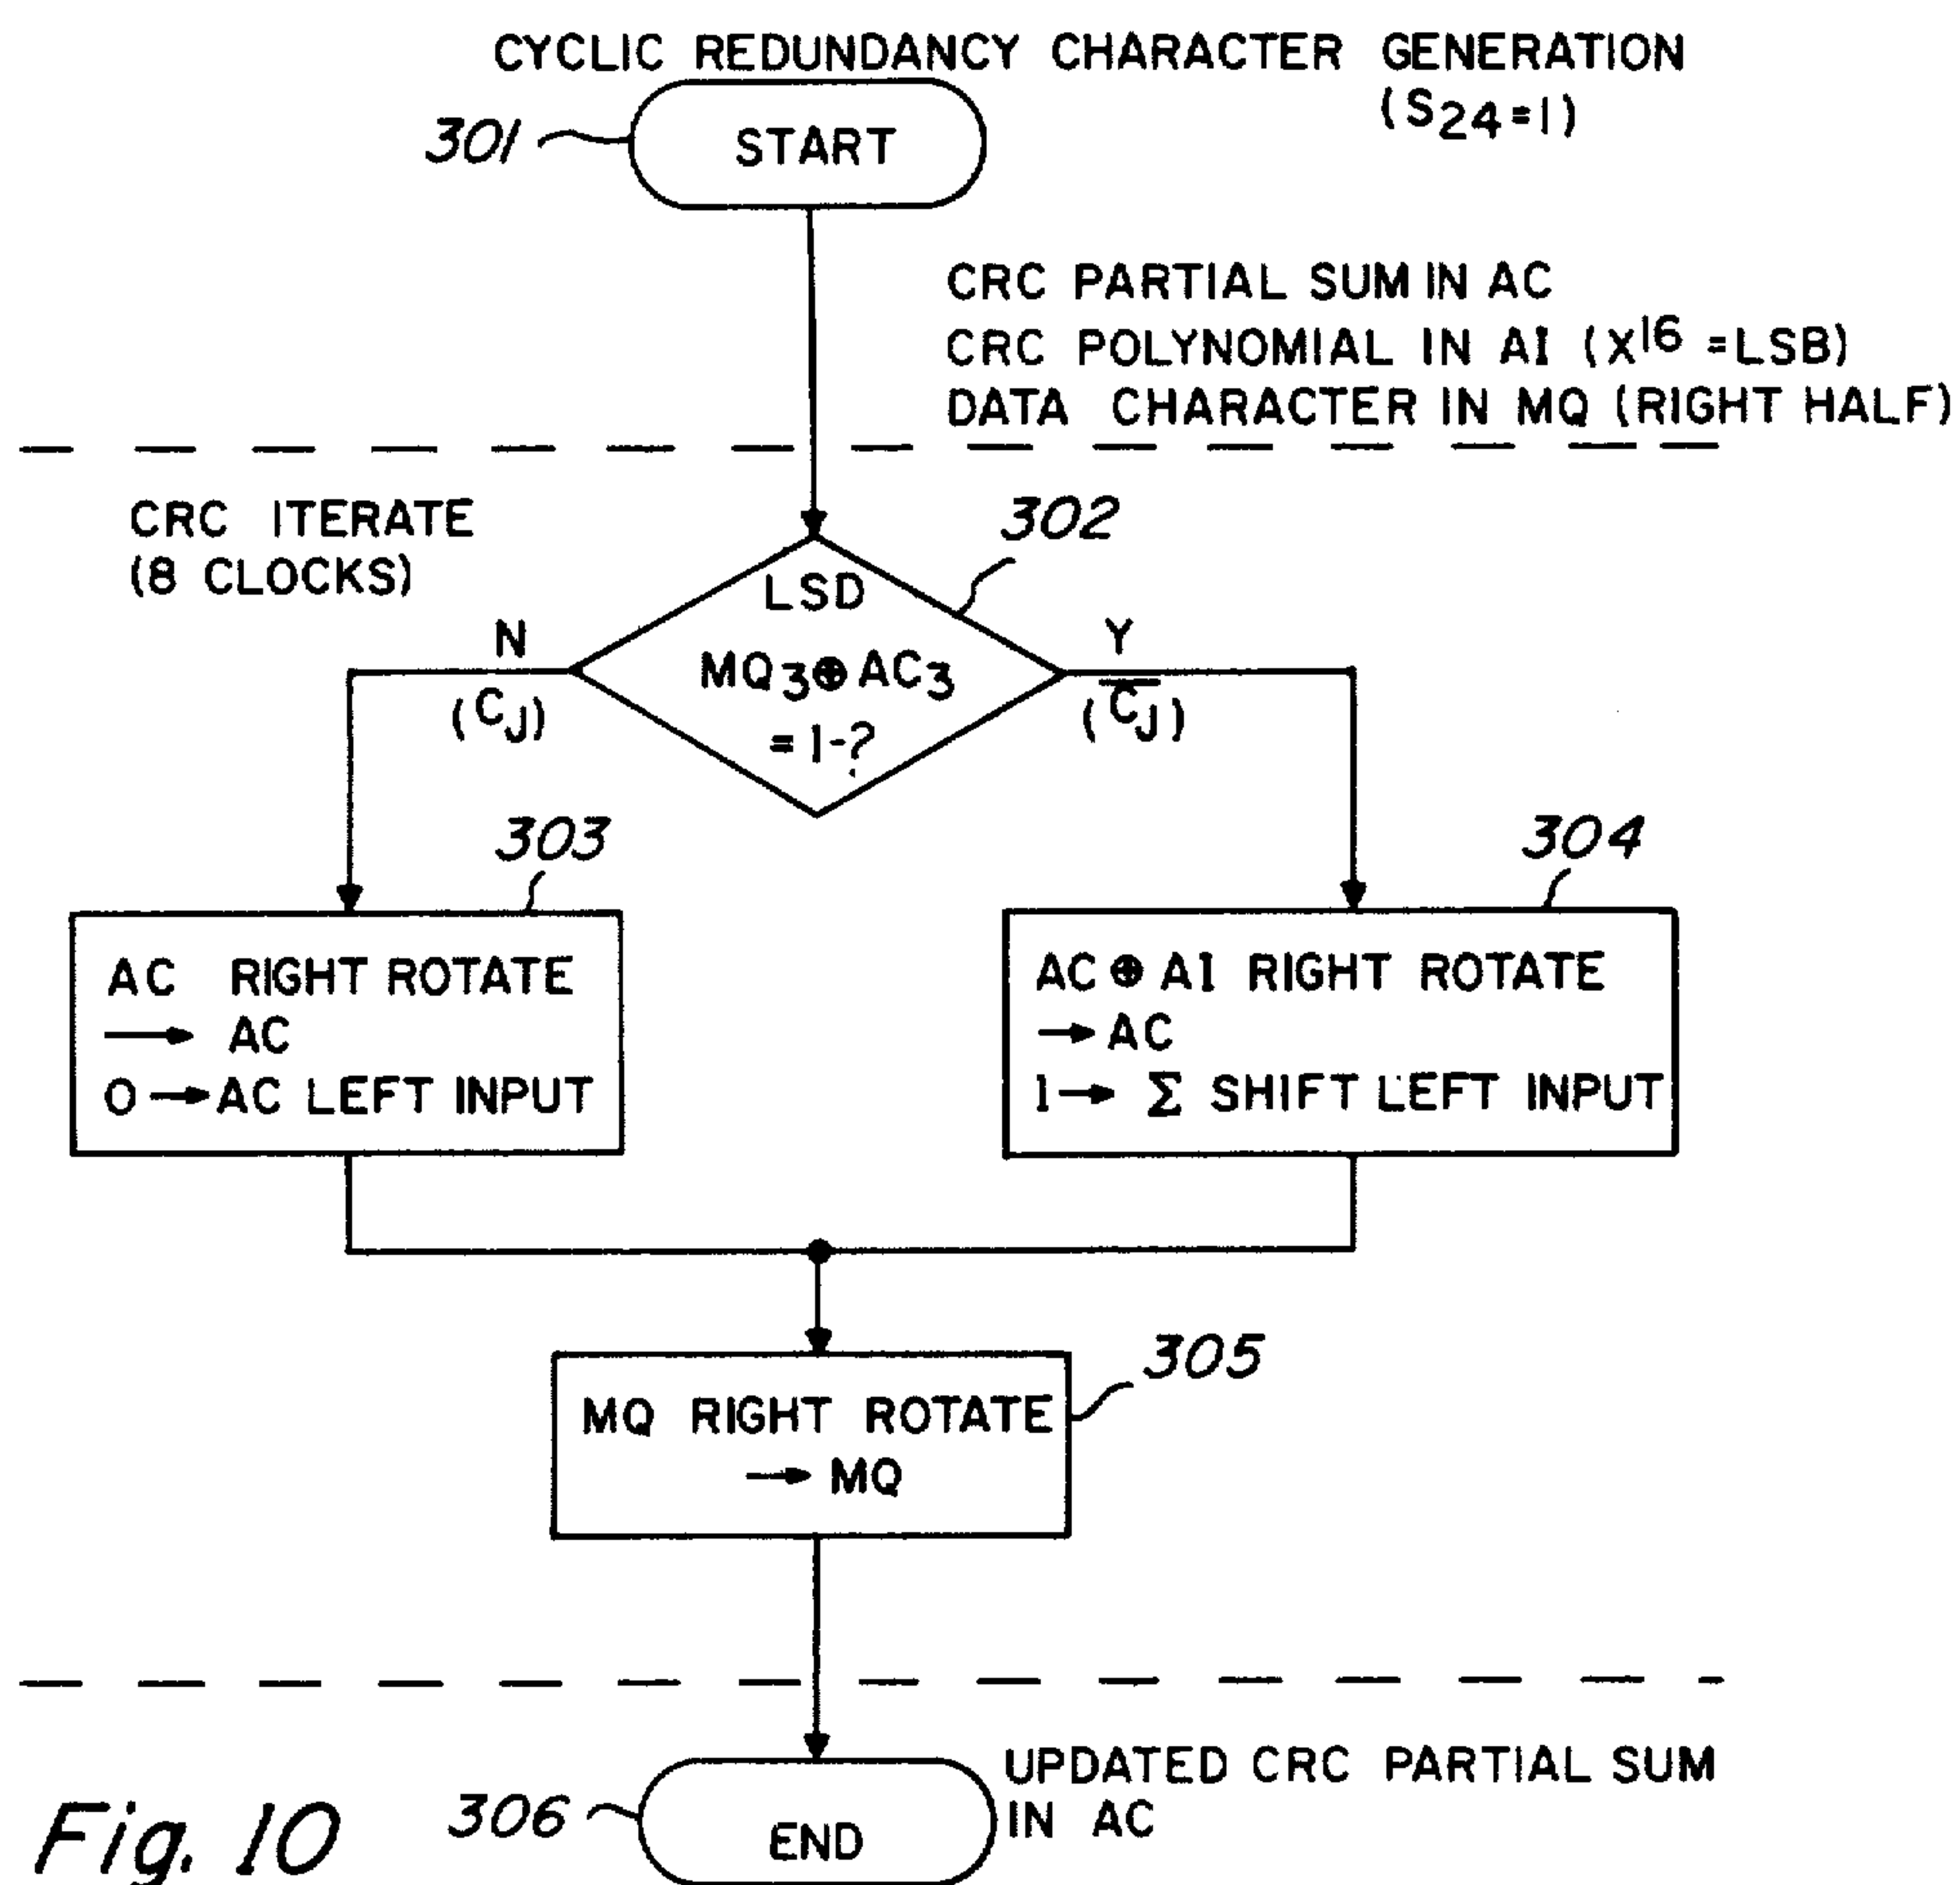 CYCLIC REDUNDANCY CHARACTER GENERATION
(S24=1)
301
START
CRC PARTIAL SUM IN AC
CRC POLYNOMIAL IN AI (X16 =LSB)
DATA CHARACTER IN MQ (RIGHT HALF)
CRC ITERATE
(8 CLOCKS)
302
LSD
MQ3⊕AC3
=1-?
N
(CJ)
Y
(C̅J̅)
303
AC RIGHT ROTATE
→ AC
0→AC LEFT INPUT
304
AC ⊕ AI RIGHT ROTATE
→AC
1→ Σ SHIFT LEFT INPUT
305
MQ RIGHT ROTATE
→ MQ
306
END
UPDATED CRC PARTIAL SUM
IN AC
Fig. 10